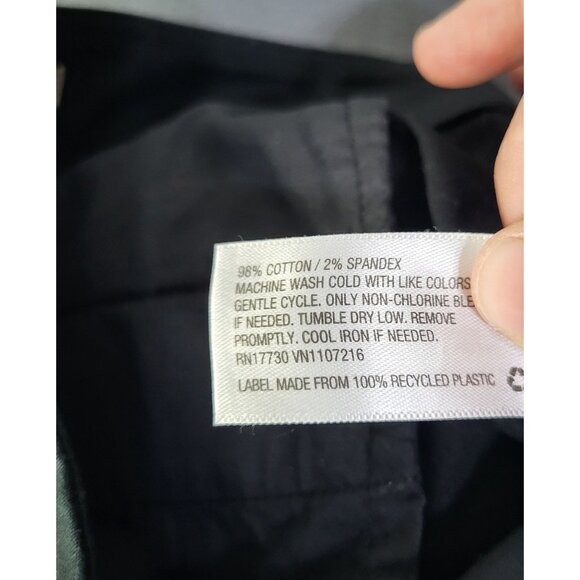 98% COTTON / 2% SPANDEX
MACHINE WASH COLD WITH LIKE COLORS
GENTLE CYCLE. ONLY NON-CHLORINE
IF NEEDED. TUMBLE DRY LOW. REMOVE
PROMPTLY. COOL IRON IF NEEDED.
RN17730 VN1107216
LABEL MADE FROM 100% RECYCLED PLASTIC